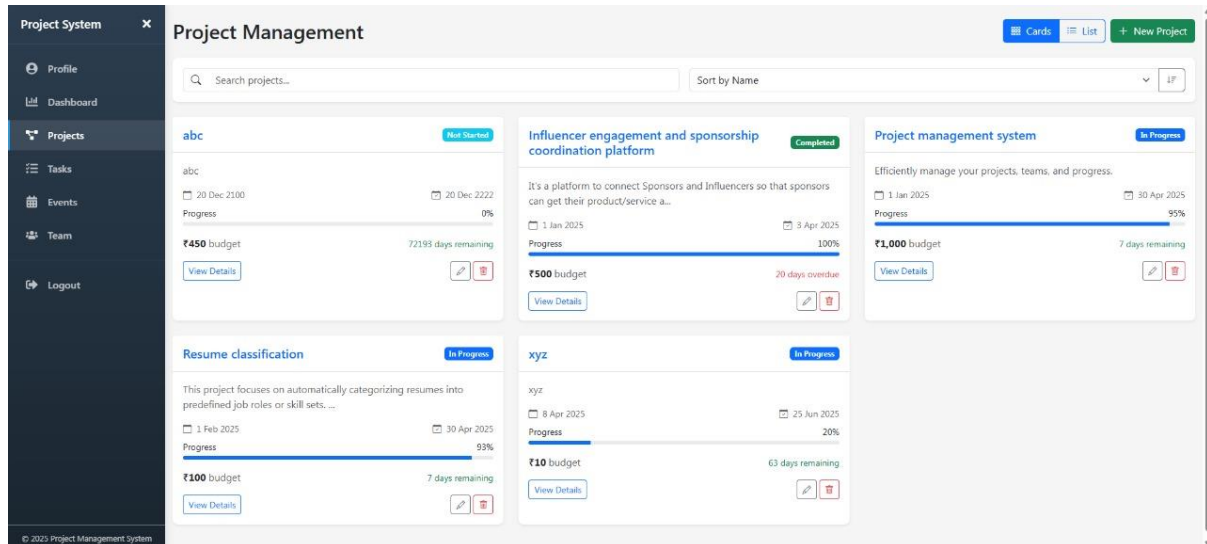 Project System
Profile
Dashboard
Projects
Tasks
Events
Team
Logout
© 2025 Project Management System
Project Management
Cards
List
+ New Project
Search projects...
Sort by Name
abc
Not Started
abc
20 Dec 2100
20 Dec 2222
Progress
0%
₹450 budget
72193 days remaining
View Details
Influencer engagement and sponsorship
coordination platform
Completed
It's a platform to connect Sponsors and Influencers so that sponsors
can get their product/service a...
1 Jan 2025
3 Apr 2025
Progress
100%
₹500 budget
20 days overdue
View Details
Project management system
In Progress
Efficiently manage your projects, teams, and progress.
1 Jan 2025
30 Apr 2025
Progress
95%
₹1,000 budget
7 days remaining
View Details
Resume classification
In Progress
This project focuses on automatically categorizing resumes into
predefined job roles or skill sets. ...
1 Feb 2025
30 Apr 2025
Progress
93%
₹100 budget
7 days remaining
View Details
xyz
In Progress
xyz
8 Apr 2025
25 Jun 2025
Progress
20%
₹10 budget
63 days remaining
View Details